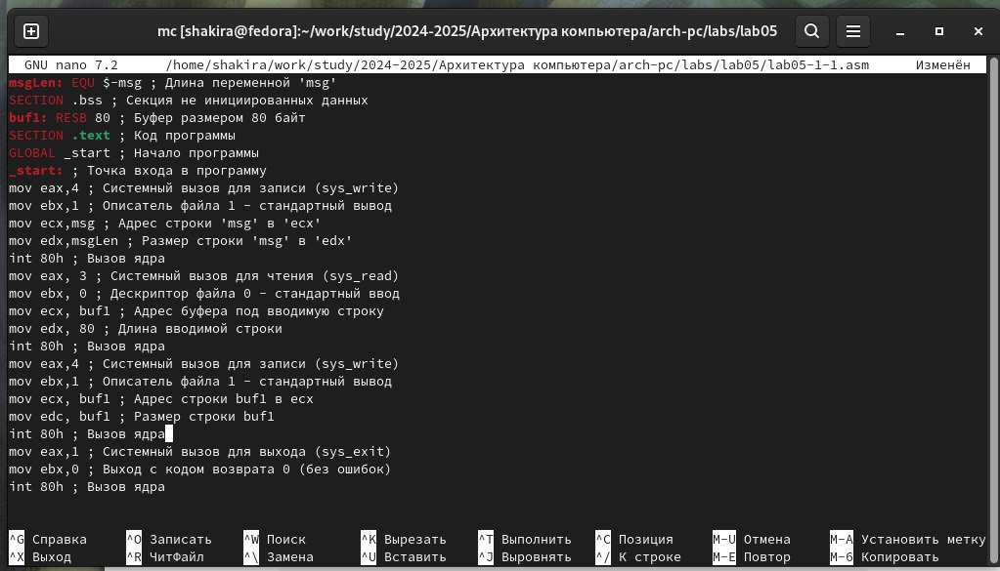 mc [shakira@fedora]:~/work/study/2024-2025/Архитектура компьютера/arch-pc/labs/lab05
GNU nano 7.2 /home/shakira/work/study/2024-2025/Архитектура компьютера/arch-pc/labs/lab05/lab05-1-1.asm Изменён
msgLen: EQU $-msg ; Длина переменной 'msg'
SECTION .bss ; Секция не инициированных данных
buf1: RESB 80 ; Буфер размером 80 байт
SECTION .text ; Код программы
GLOBAL _start ; Начало программы
_start: ; Точка входа в программу
mov eax,4 ; Системный вызов для записи (sys_write)
mov ebx,1 ; Описатель файла 1 - стандартный вывод
mov ecx,msg ; Адрес строки 'msg' в 'ecx'
mov edx,msgLen ; Размер строки 'msg' в 'edx'
int 80h ; Вызов ядра
mov eax, 3 ; Системный вызов для чтения (sys_read)
mov ebx, 0 ; Дескриптор файла 0 - стандартный ввод
mov ecx, buf1 ; Адрес буфера под вводимую строку
mov edx, 80 ; Длина вводимой строки
int 80h ; Вызов ядра
mov eax,4 ; Системный вызов для записи (sys_write)
mov ebx,1 ; Описатель файла 1 - стандартный вывод
mov ecx, buf1 ; Адрес строки buf1 в ecx
mov edc, buf1 ; Размер строки buf1
int 80h ; Вызов ядра
mov eax,1 ; Системный вызов для выхода (sys_exit)
mov ebx,0 ; Выход с кодом возврата 0 (без ошибок)
int 80h ; Вызов ядра
^G Справка ^O Записать ^W Поиск ^K Вырезать ^T Выполнить ^C Позиция M-U Отмена M-A Установить метку
^X Выход ^R ЧитФайл ^\ Замена ^U Вставить ^J Выровнять ^/ К строке M-E Повтор M-6 Копировать